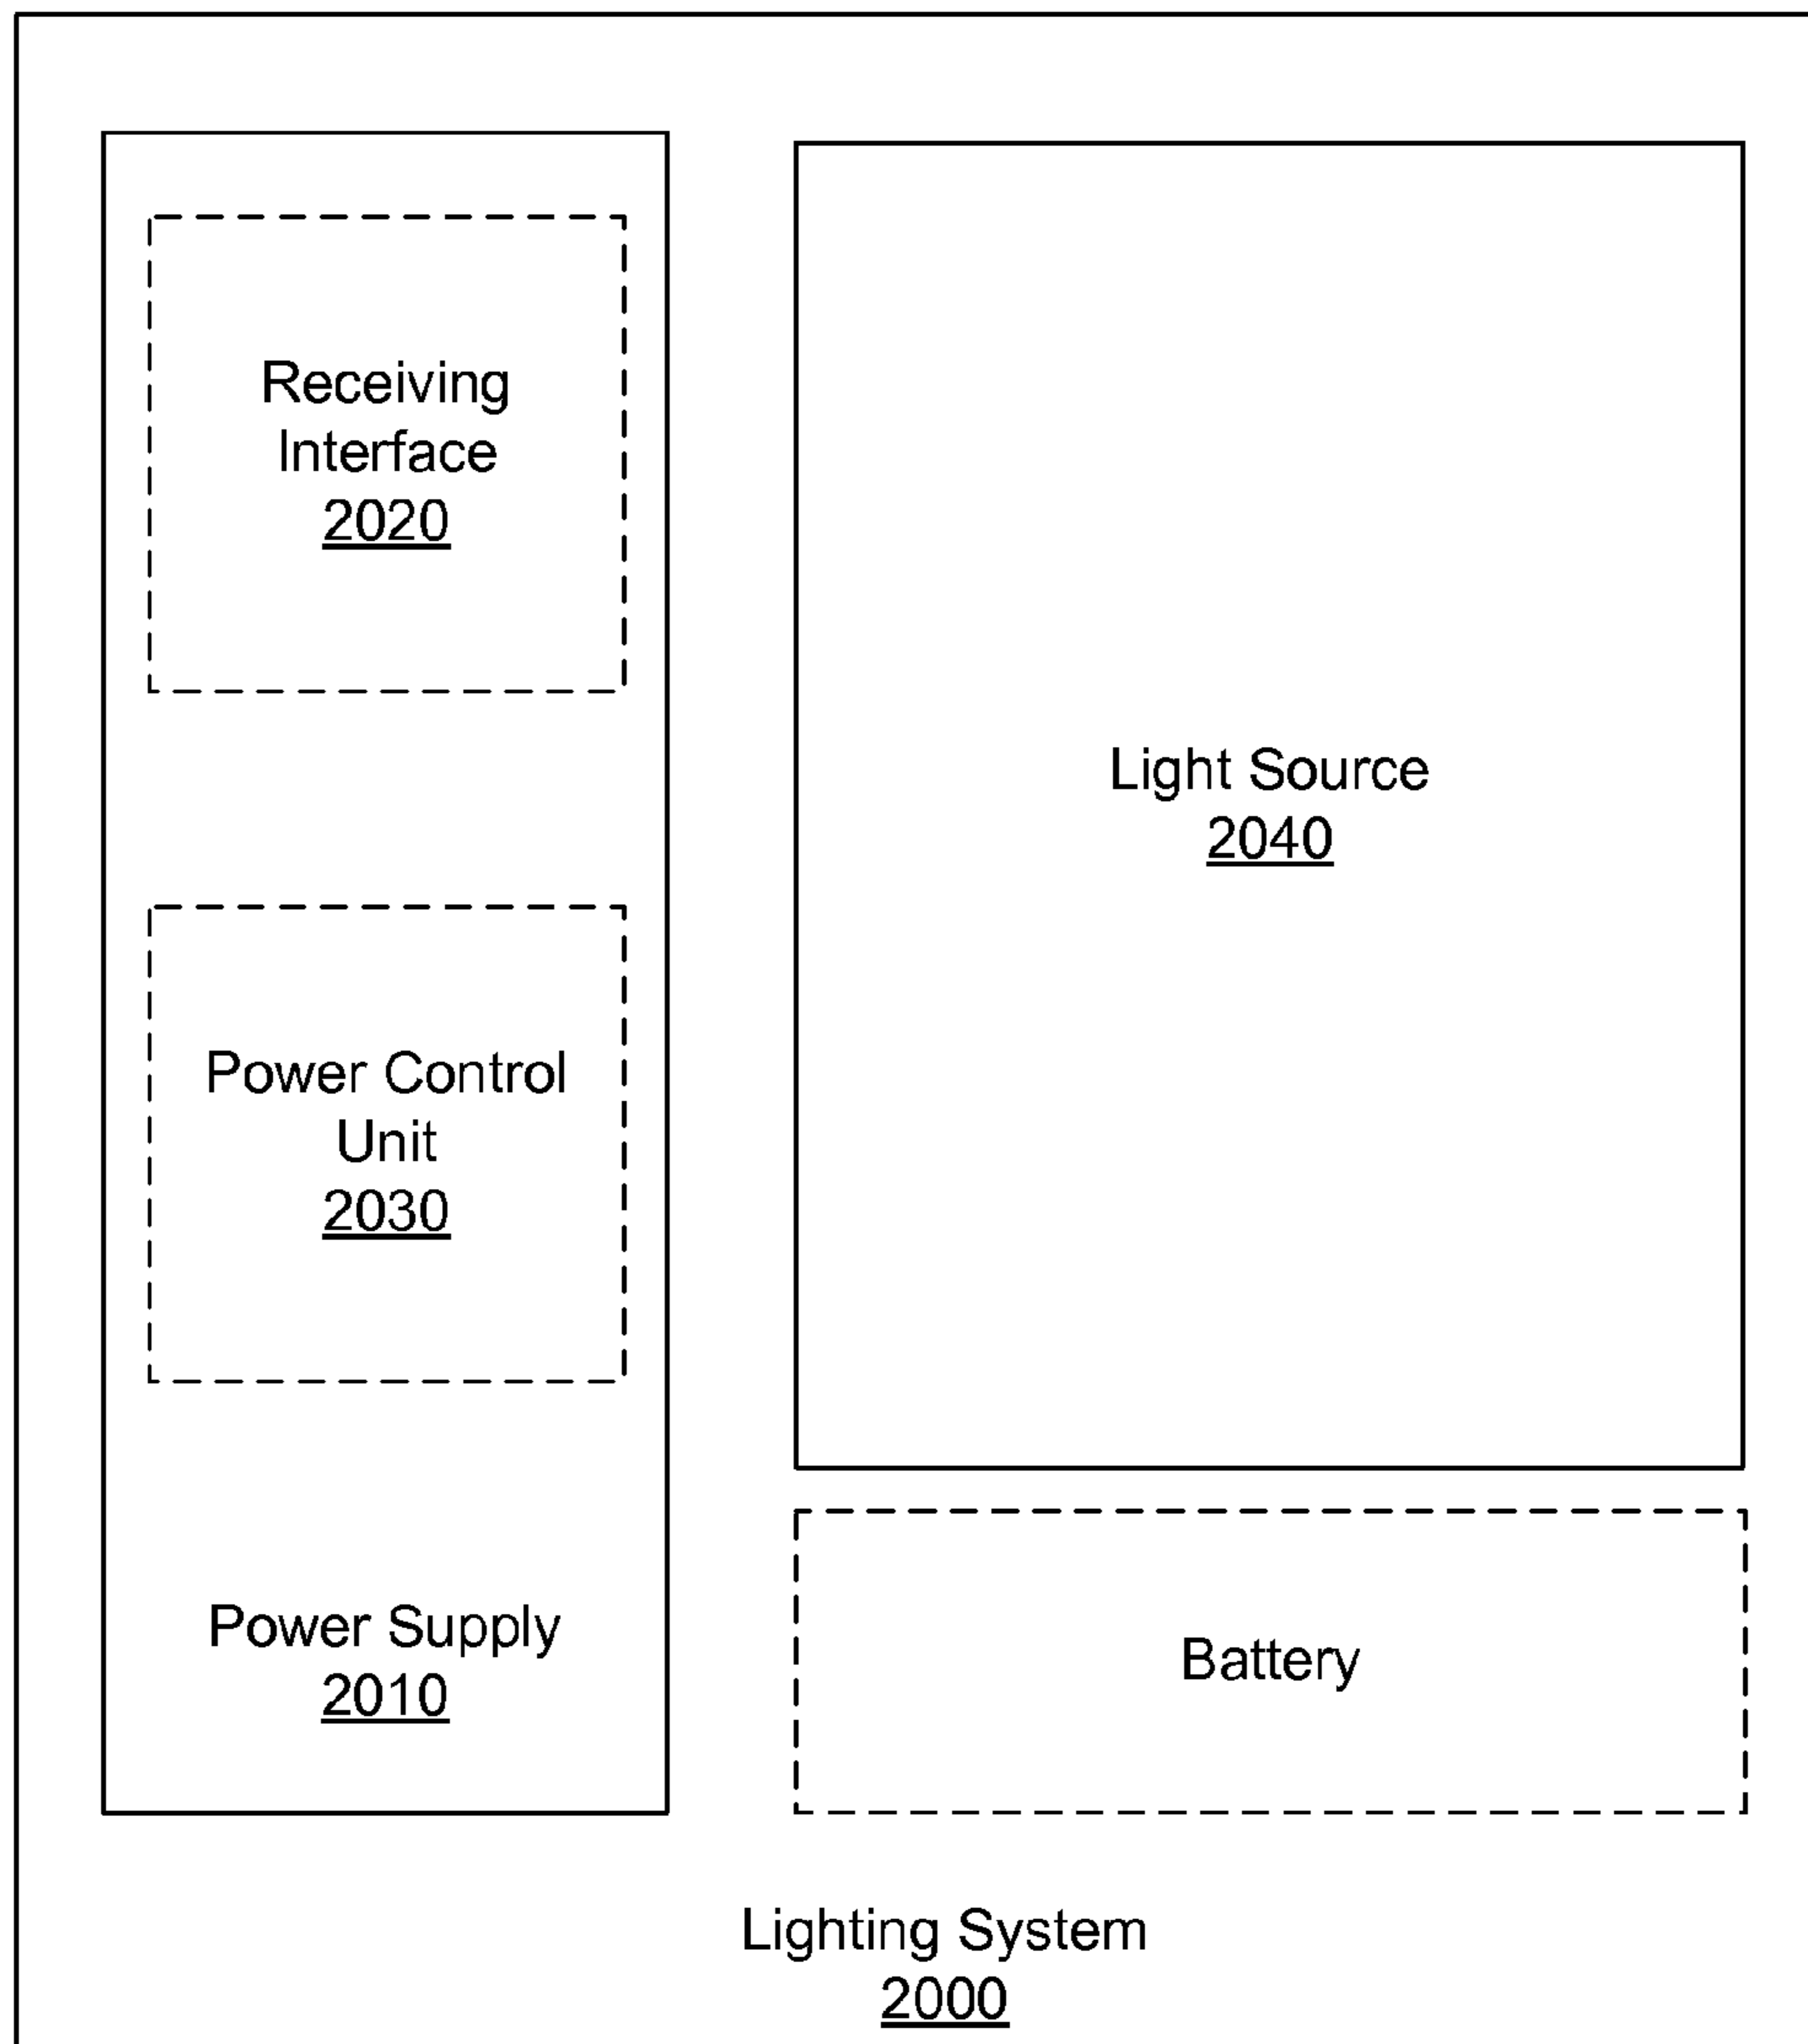 Receiving
Interface
2020
Power Control
Unit
2030
Power Supply
2010
Light Source
2040
Battery
Lighting System
2000